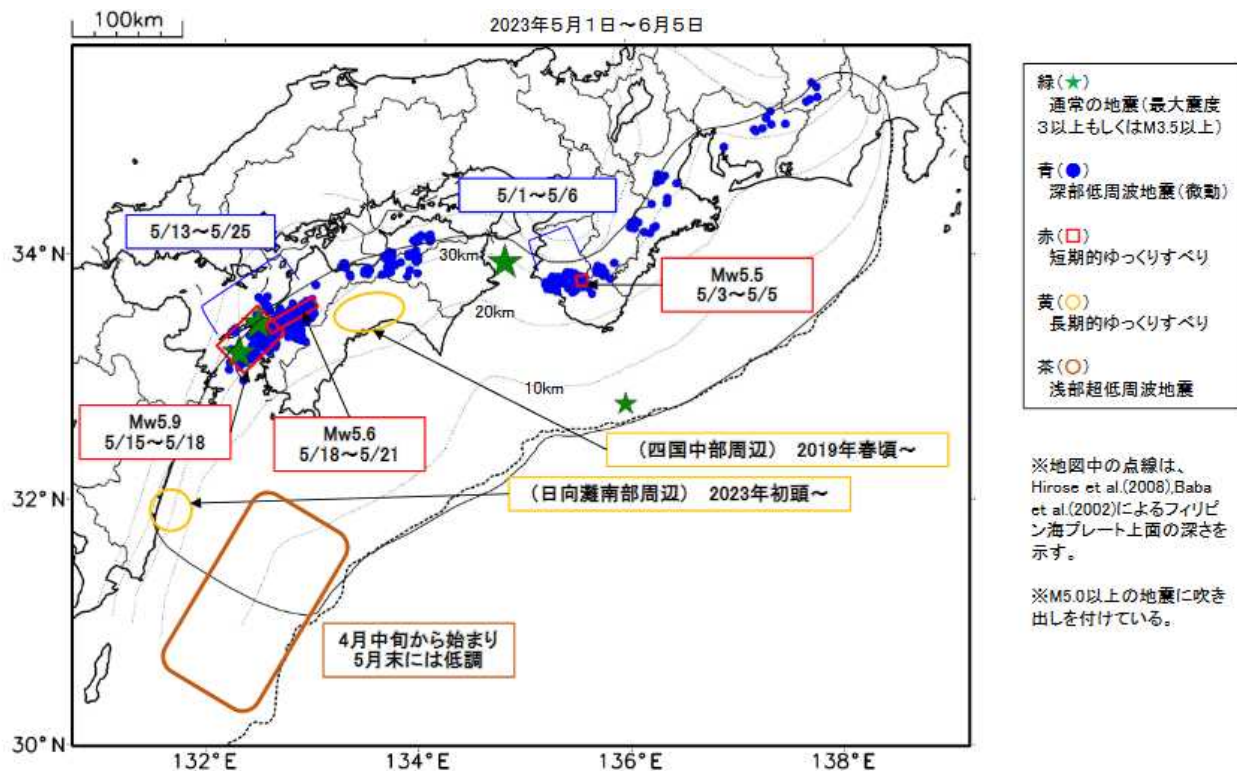 100km
2023年5月1日～6月5日
5/1～5/6
5/13～5/25
34°N
30km
Mw5.5
5/3～5/5
20km
10km
Mw5.9
5/15～5/18
Mw5.6
5/18～5/21
(四国中部周辺) 2019年春頃～
(日向灘南部周辺) 2023年初頭～
32°N
4月中旬から始まり
5月末には低調
30°N
132°E
134°E
136°E
138°E
緑(★)
通常の地震(最大震度
3以上もしくはM3.5以上)
青(●)
深部低周波地震(微動)
赤(□)
短期的ゆっくりすべり
黄(○)
長期的ゆっくりすべり
茶(○)
浅部超低周波地震
※地図中の点線は、
Hirose et al.(2008),Baba
et al.(2002)によるフィリピ
ン海プレート上面の深さを
示す。
※M5.0以上の地震に吹き
出しを付けている。